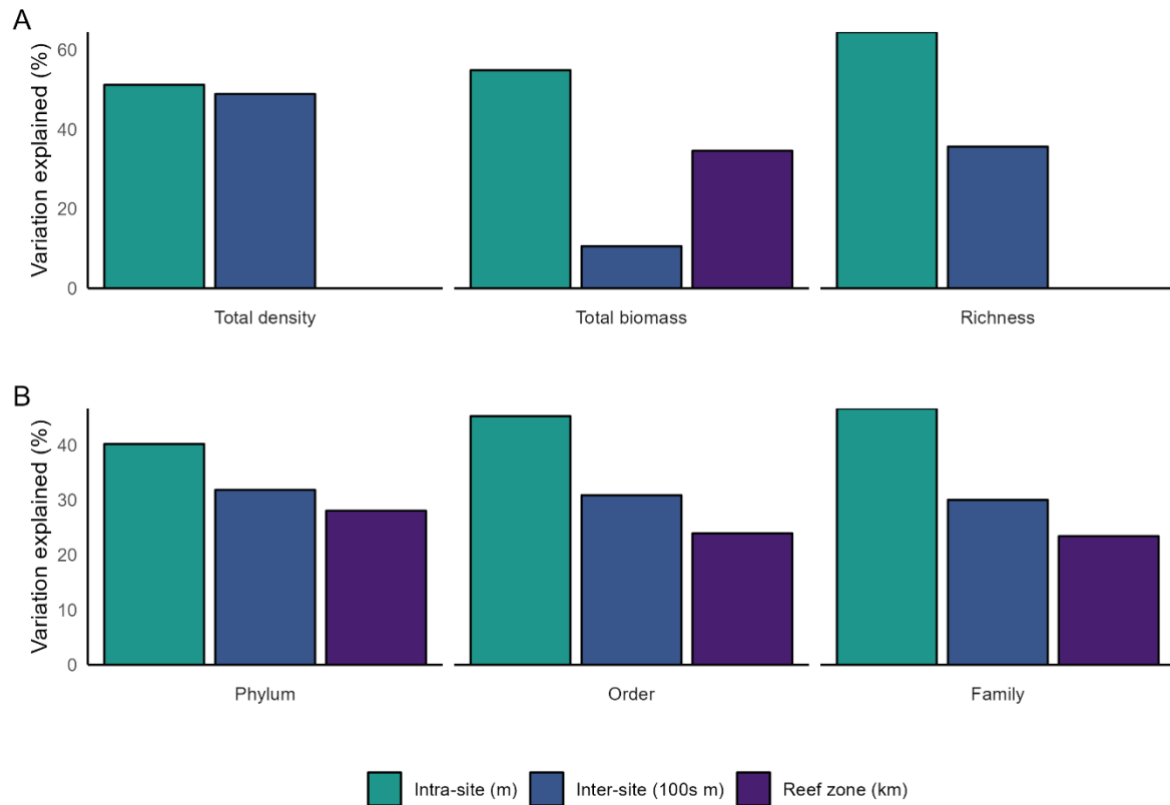 A
Variation explained (%)
60
40
20
0
Total density
Total biomass
Richness
B
Variation explained (%)
40
30
20
10
0
Phylum
Order
Family
Intra-site (m)
Inter-site (100s m)
Reef zone (km)